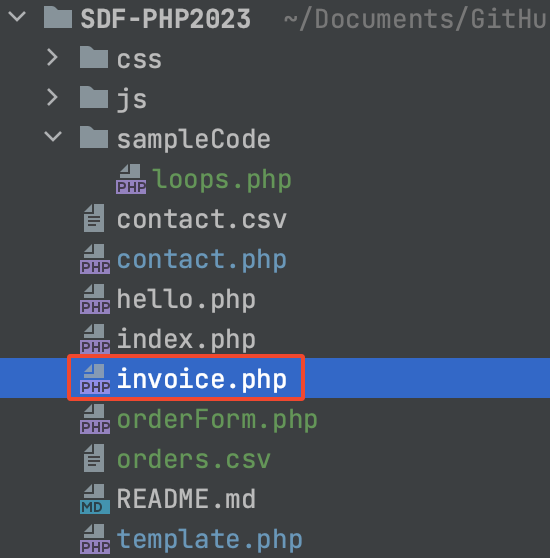 SDF-PHP2023 ~/Documents/GitHu
css
js
sampleCode
PHP loops.php
contact.csv
PHP contact.php
PHP hello.php
PHP index.php
PHP invoice.php
PHP orderForm.php
orders.csv
MD README.md
PHP template.php